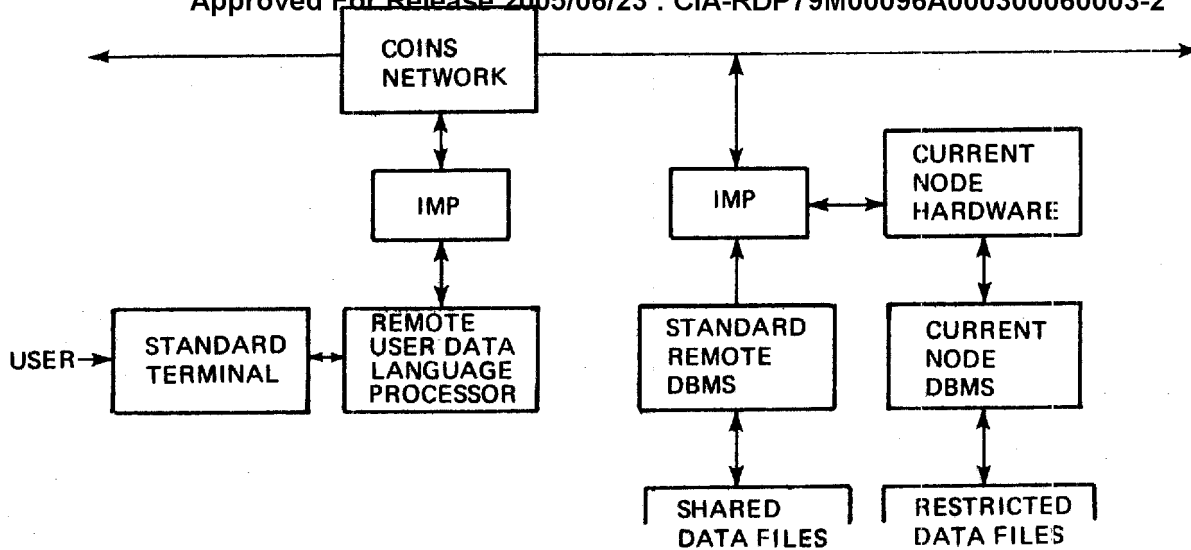 Approved For Release 2005/06/23 : CIA-RDP79M00096A000300060003-2
COINS
NETWORK
IMP
IMP
CURRENT
NODE
HARDWARE
USER
STANDARD
TERMINAL
REMOTE
USER DATA
LANGUAGE
PROCESSOR
STANDARD
REMOTE
DBMS
CURRENT
NODE
DBMS
SHARED
DATA FILES
RESTRICTED
DATA FILES